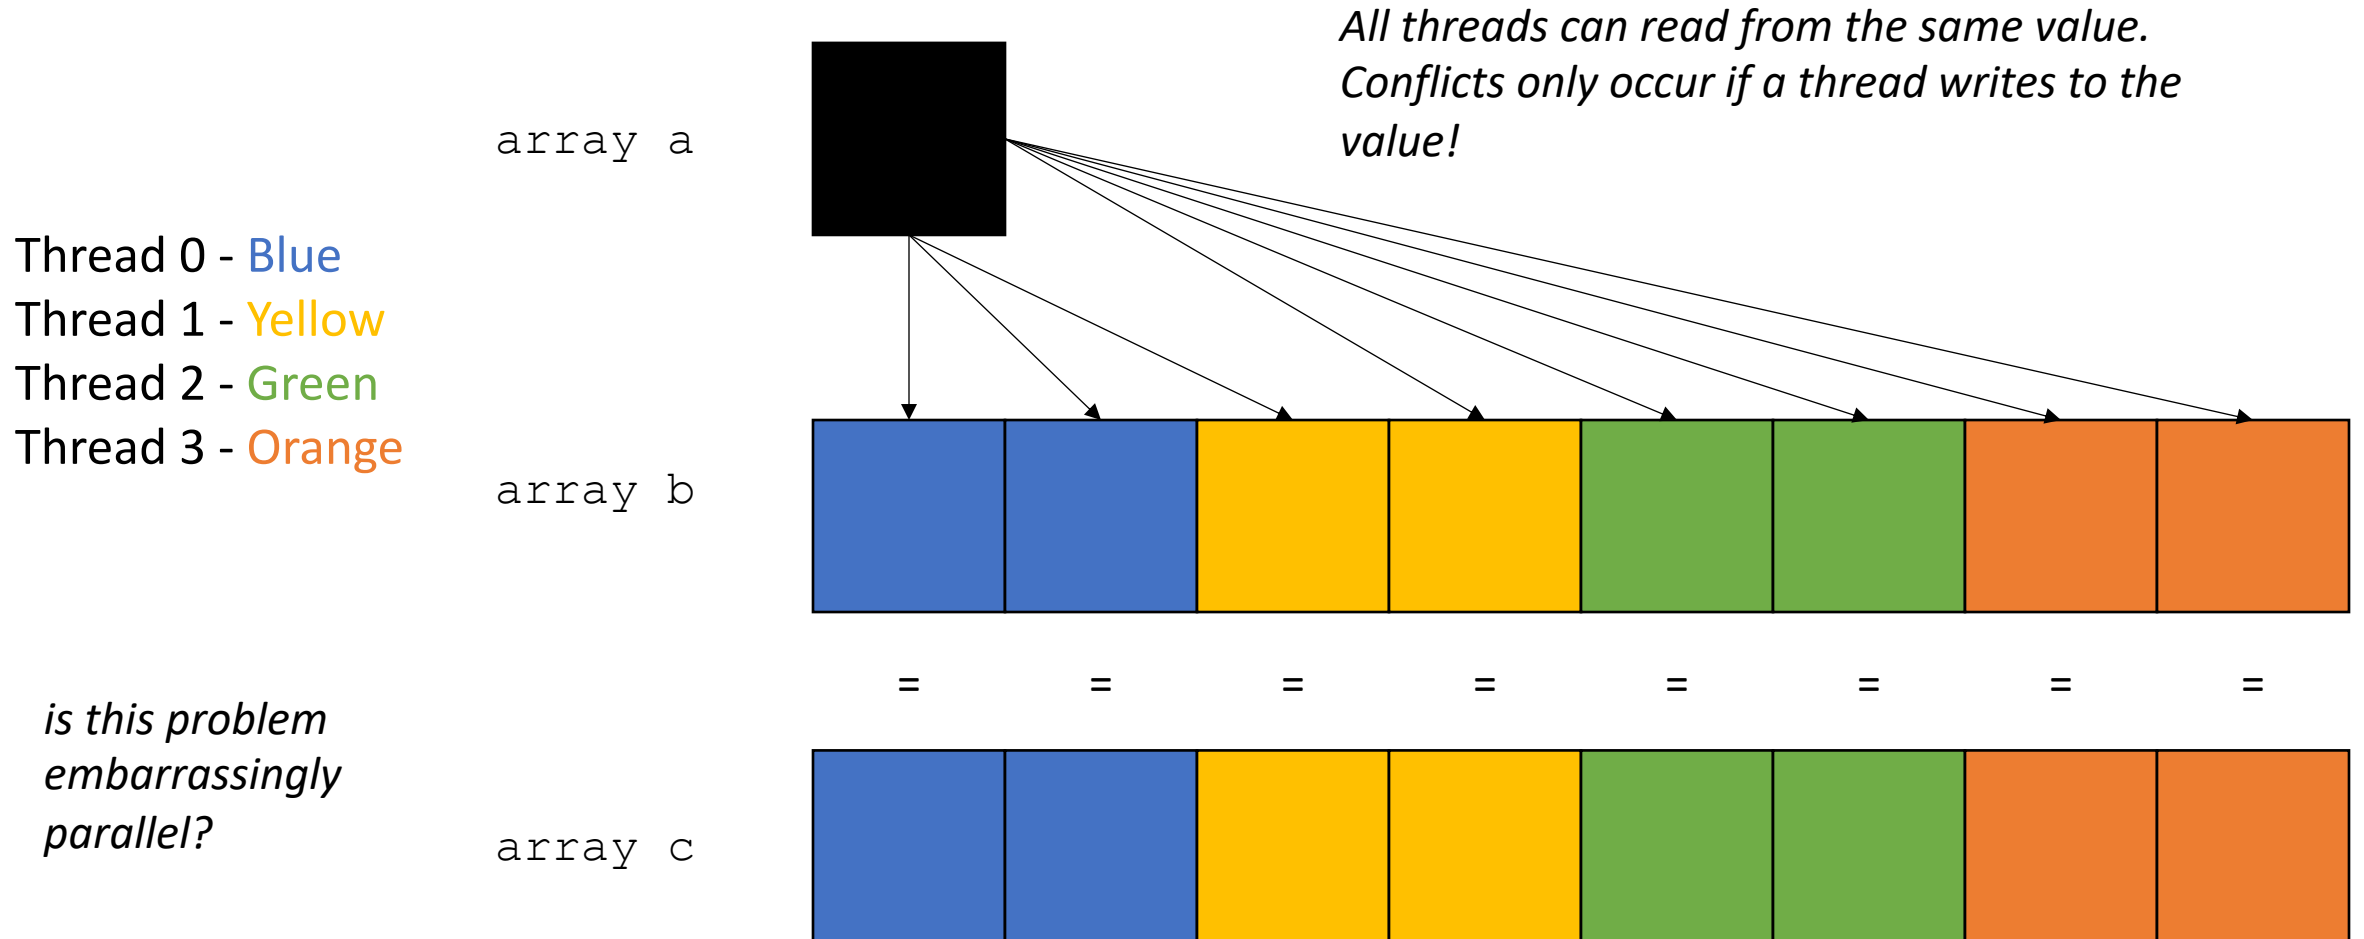 All threads can read from the same value.
Conflicts only occur if a thread writes to the
value!
array a
Thread 0 - Blue
Thread 1 - Yellow
Thread 2 - Green
Thread 3 - Orange
array b
= = = = = = = =
is this problem
embarrassingly
parallel?
array c